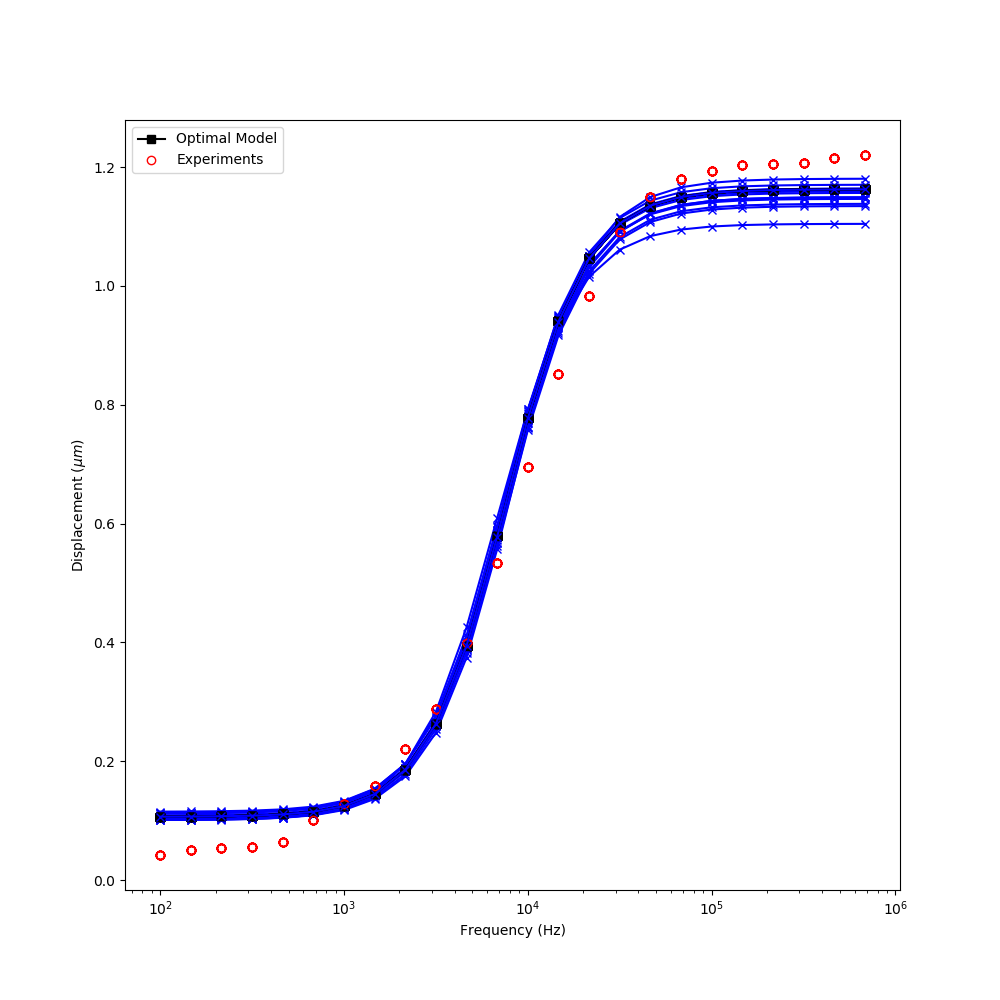 Optimal Model
Experiments
Displacement (μm)
1.2
1.0
0.8
0.6
0.4
0.2
0.0
10² 10³ 10⁴ 10⁵ 10⁶
Frequency (Hz)